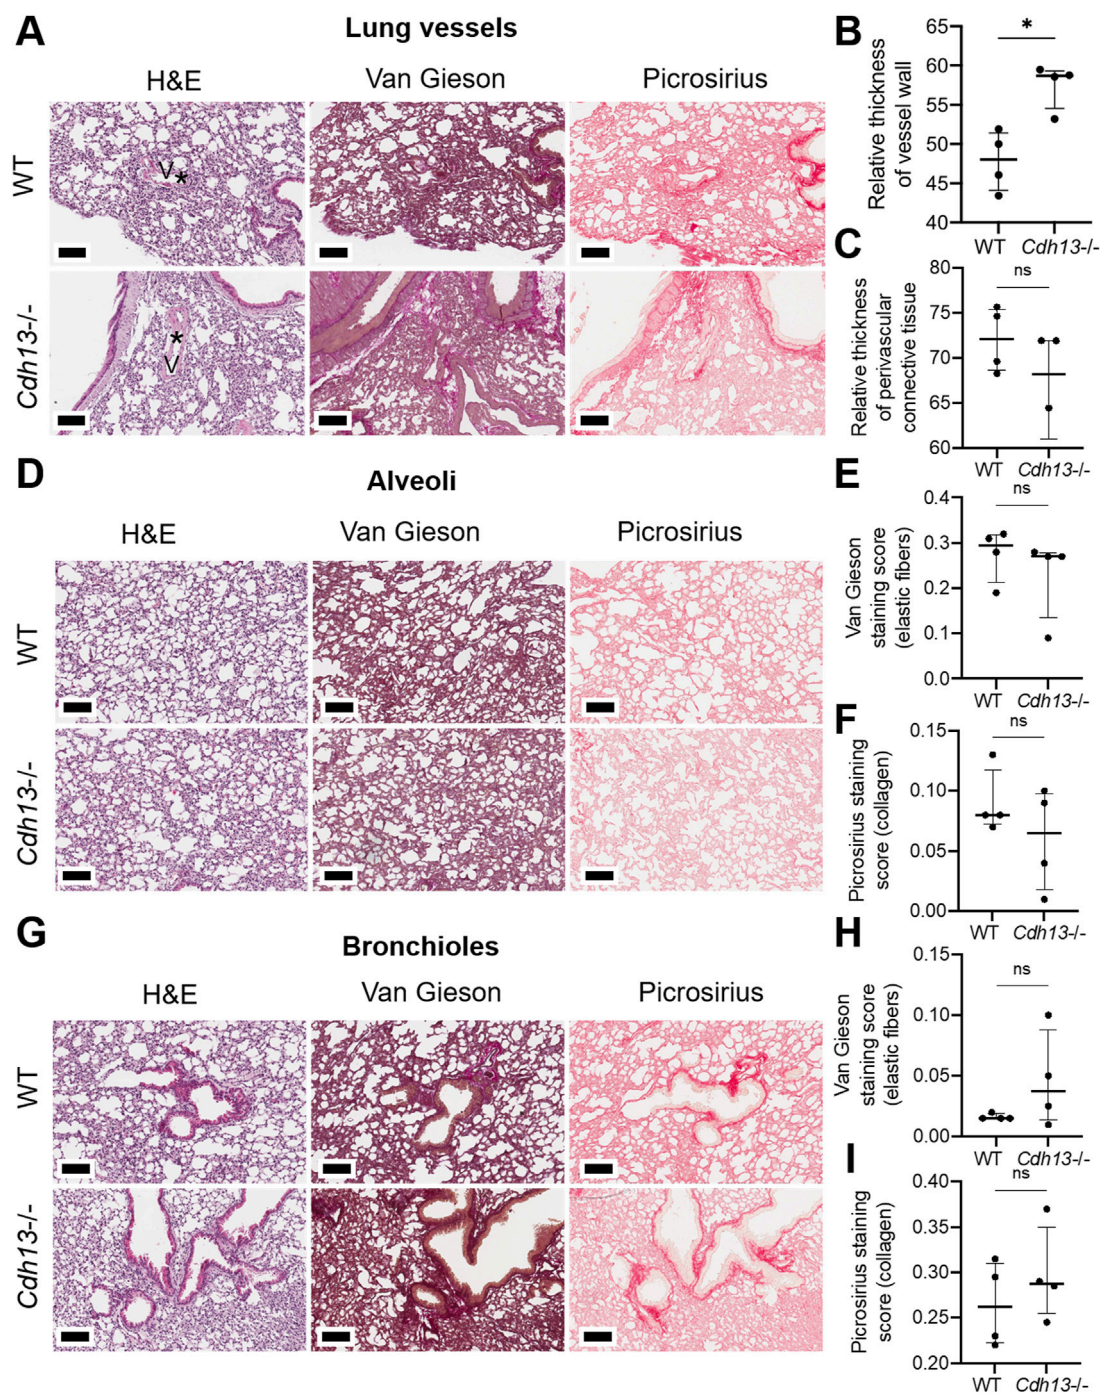 A
Lung vessels
H&E
Van Gieson
Picrosirius
WT
V
*
Cdh13-/-
*
V
B
Relative thickness
of vessel wall
65
60
55
50
45
40
*
WT
Cdh13-/-
C
Relative thickness
of perivascular
connective tissue
80
75
70
65
60
ns
WT
Cdh13-/-
D
Alveoli
H&E
Van Gieson
Picrosirius
WT
Cdh13-/-
E
Van Gieson
staining score
(elastic fibers)
0.4
0.3
0.2
0.1
0.0
ns
WT
Cdh13-/-
F
Picrosirius staining
score (collagen)
0.15
0.10
0.05
0.00
ns
WT
Cdh13-/-
G
Bronchioles
H&E
Van Gieson
Picrosirius
WT
Cdh13-/-
H
Van Gieson
staining score
(elastic fibers)
0.15
0.10
0.05
0.00
ns
WT
Cdh13-/-
I
Picrosirius staining
score (collagen)
0.40
0.35
0.30
0.25
0.20
ns
WT
Cdh13-/-